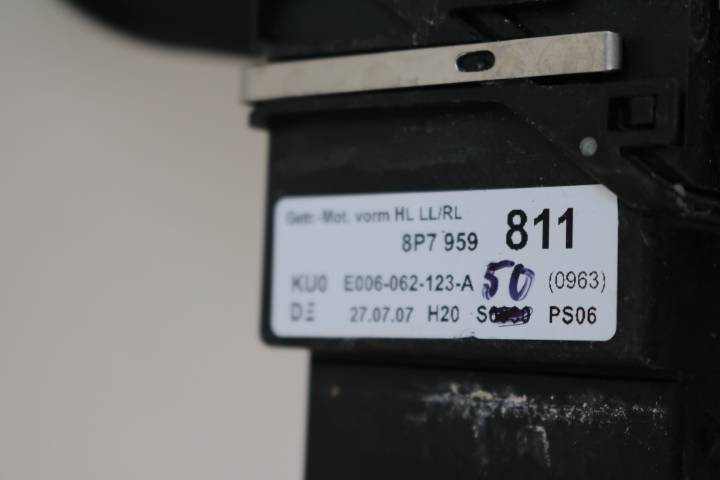 Getr.-Mot. vorm HL LL/RL
8P7 959 811
KU0 E006-062-123-A 50 (0963)
DE 27.07.07 H20 PS06